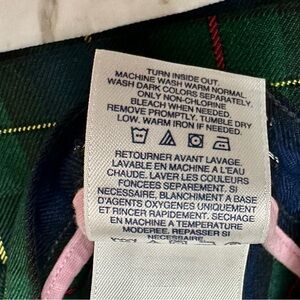 TURN INSIDE OUT.
MACHINE WASH WARM NORMAL.
WASH DARK COLORS SEPARATELY.
ONLY NON-CHLORINE
BLEACH WHEN NEEDED.
REMOVE PROMPTLY. TUMBLE DRY
LOW. WARM IRON IF NEEDED.
RETOURNER AVANT LAVAGE.
LAVABLE EN MACHINE A L'EAU
CHAUDE. LAVER LES COULEURS
FONCEES SEPAREMENT. SI
NECESSAIRE, BLANCHIMENT A BASE
D'AGENTS OXYGENES UNIQUEMENT
ET RINCER RAPIDEMENT. SECHAGE
EN MACHINE A TEMPERATURE
MODEREE. REPASSER SI
NECESSAIRE.